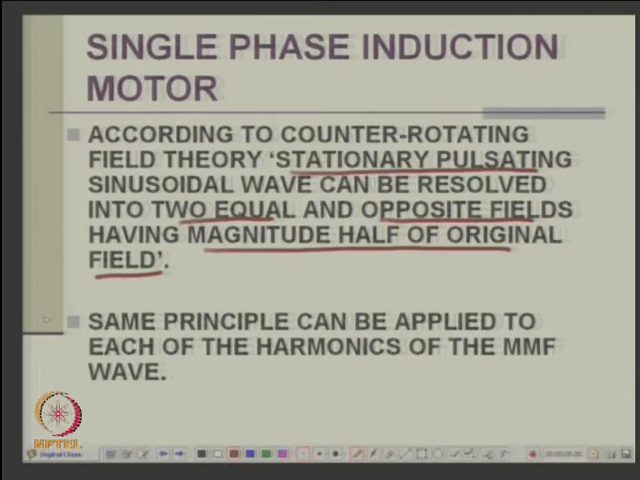 SINGLE PHASE INDUCTION
MOTOR
ACCORDING TO COUNTER-ROTATING
FIELD THEORY 'STATIONARY PULSATING
SINUSOIDAL WAVE CAN BE RESOLVED
INTO TWO EQUAL AND OPPOSITE FIELDS
HAVING MAGNITUDE HALF OF ORIGINAL
FIELD'.
SAME PRINCIPLE CAN BE APPLIED TO
EACH OF THE HARMONICS OF THE MMF
WAVE.
NPTEL